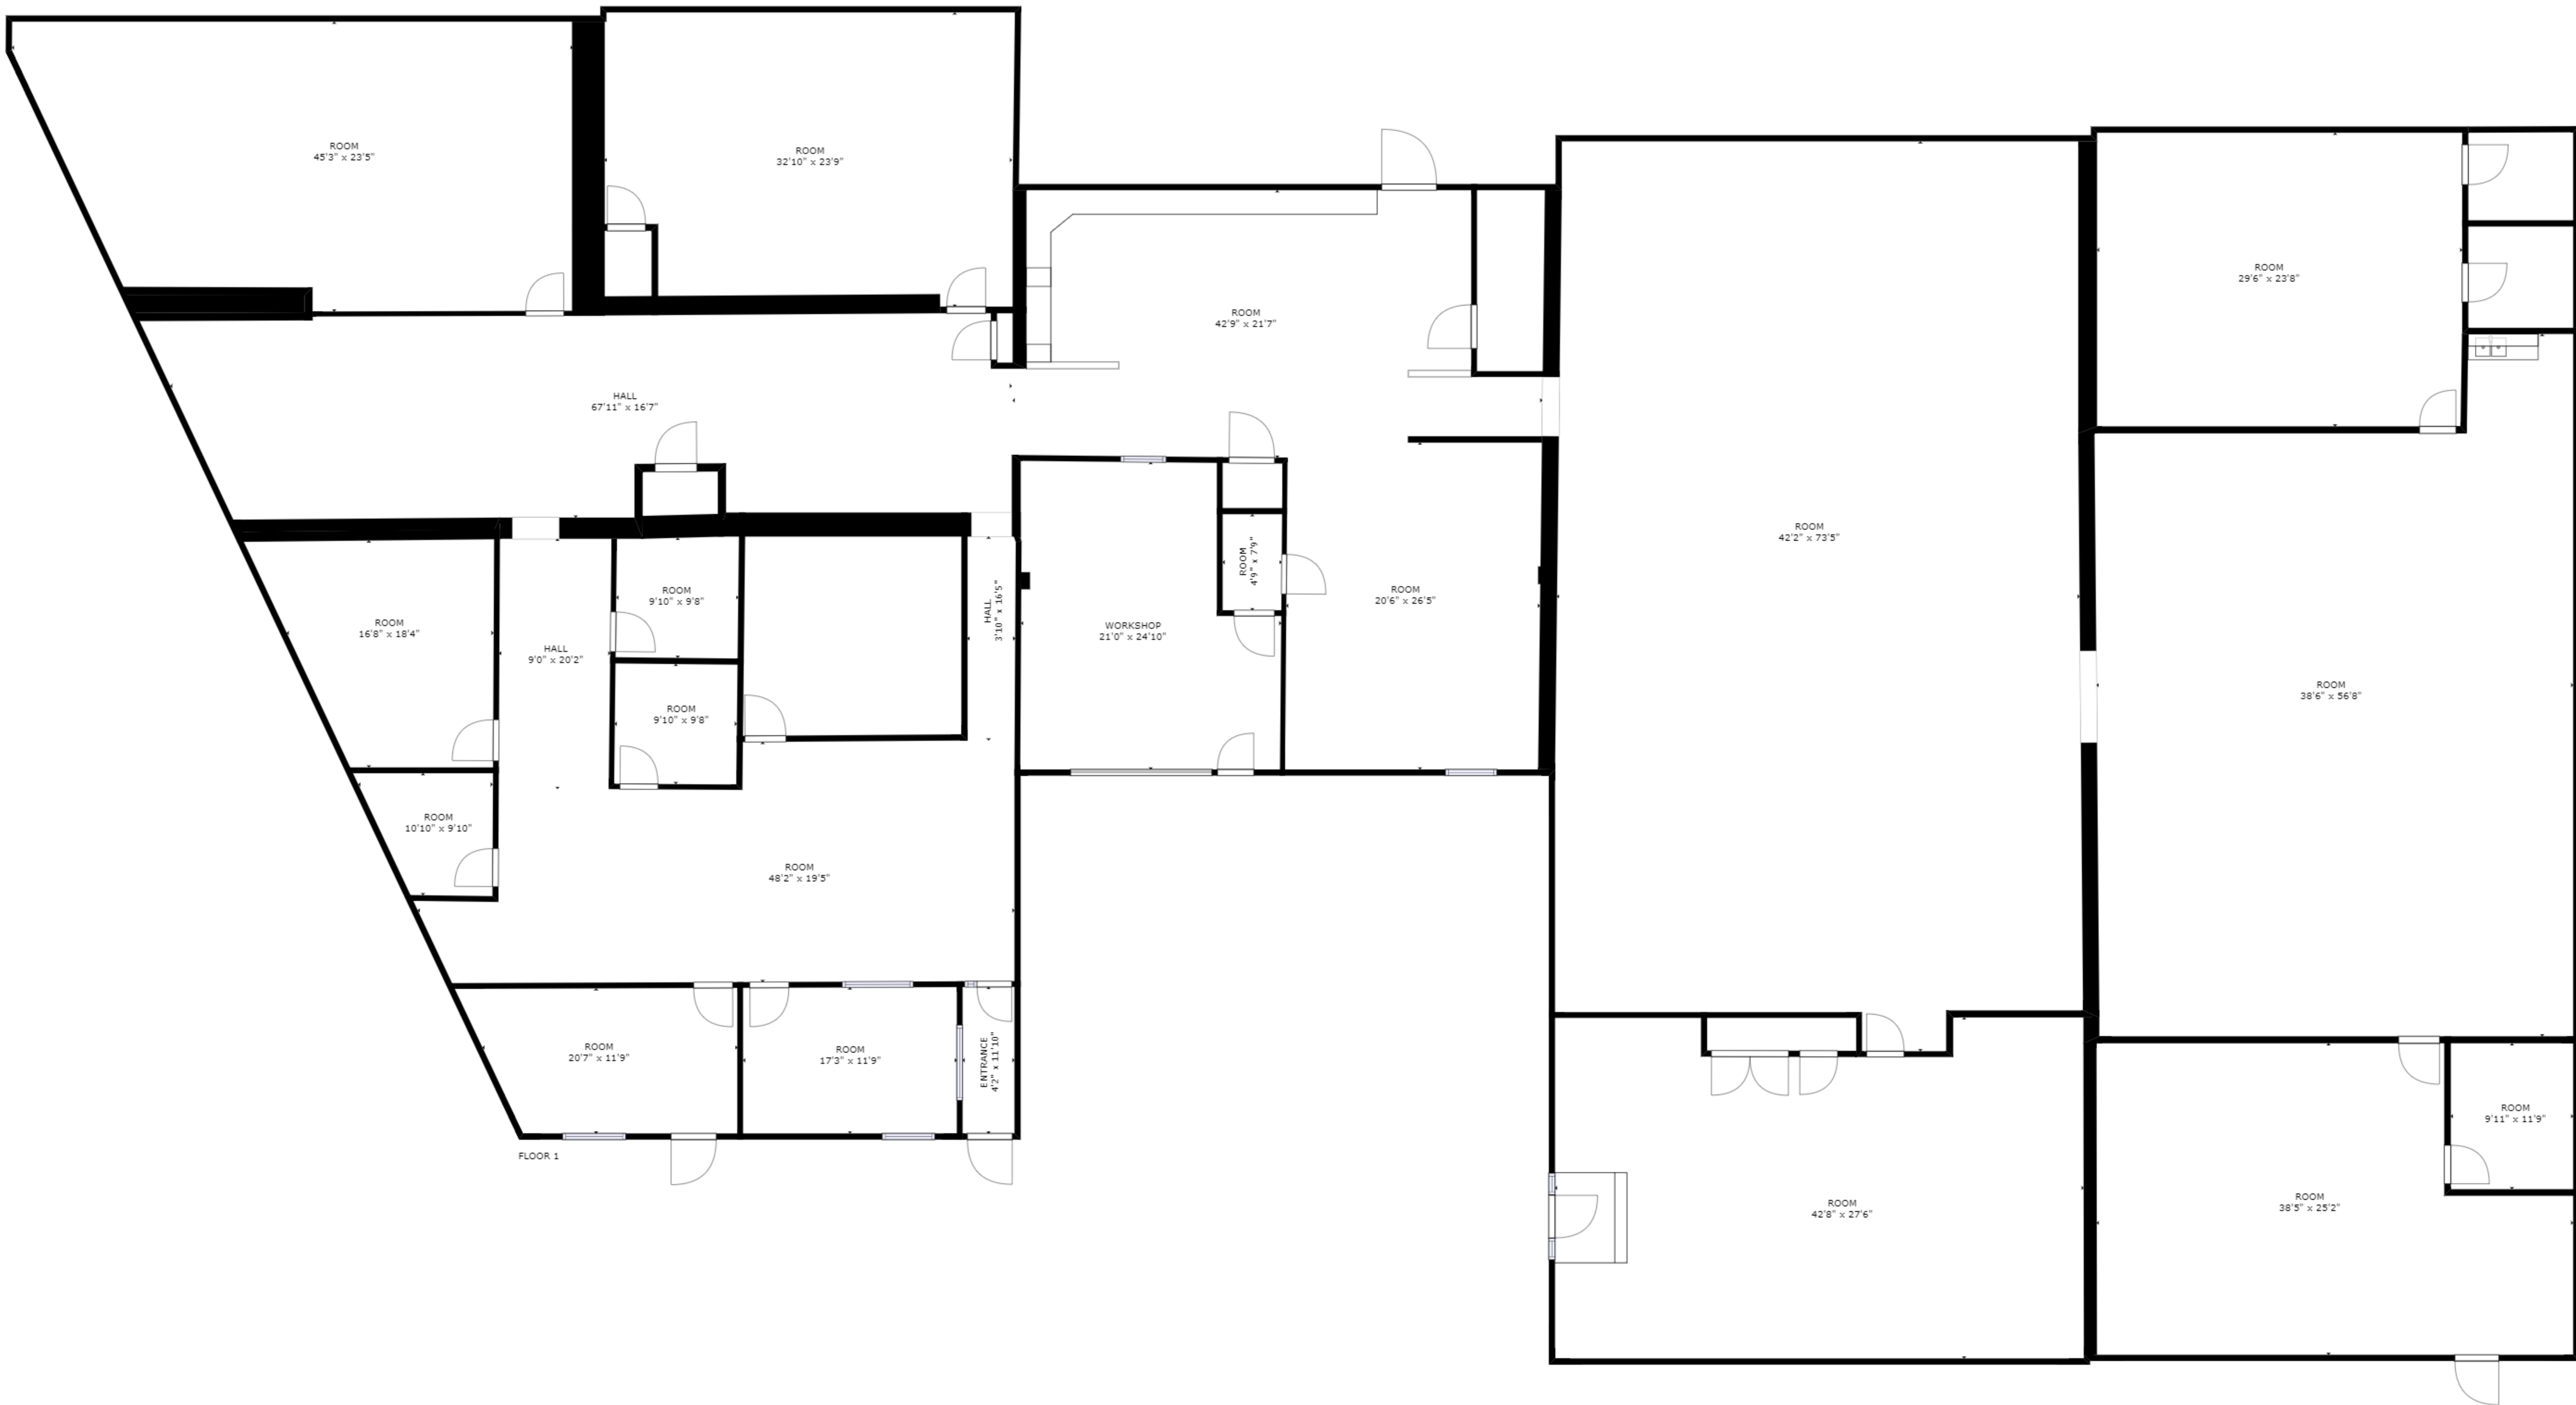 ROOM
45'3" x 23'5"
ROOM
32'10" x 23'9"
ROOM
29'6" x 23'8"
ROOM
42'9" x 21'7"
HALL
67'11" x 16'7"
ROOM
42'2" x 73'5"
ROOM
4'9" x 7'9"
ROOM
9'10" x 9'8"
ROOM
20'6" x 26'5"
HALL
3'10" x 16'5"
ROOM
16'8" x 18'4"
WORKSHOP
21'0" x 24'10"
HALL
9'0" x 20'2"
ROOM
38'6" x 56'8"
ROOM
9'10" x 9'8"
ROOM
10'10" x 9'10"
ROOM
48'2" x 19'5"
ROOM
20'7" x 11'9"
ROOM
17'3" x 11'9"
ENTRANCE
4'2" x 11'10"
ROOM
9'11" x 11'9"
FLOOR 1
ROOM
38'5" x 25'2"
ROOM
42'8" x 27'6"